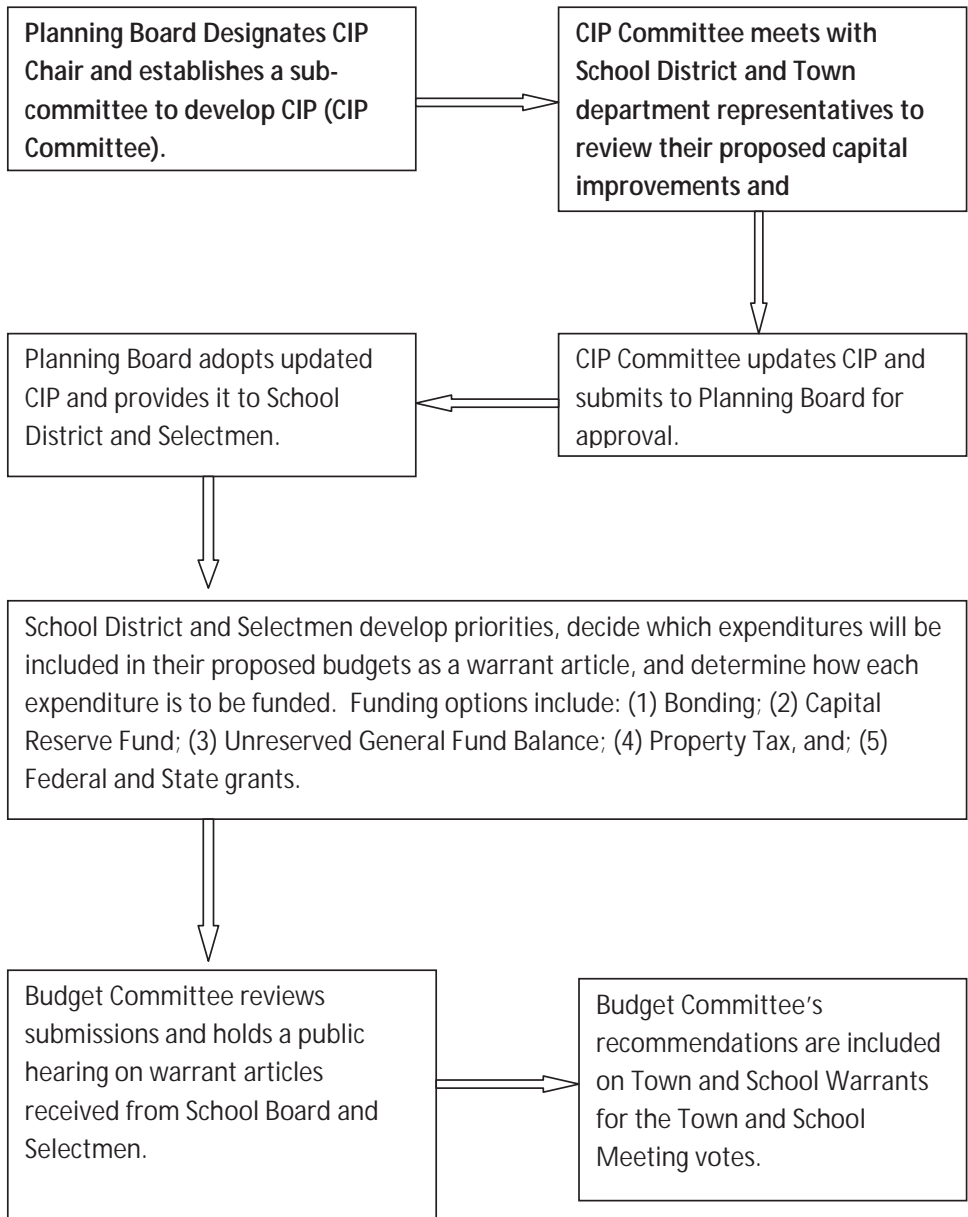 Planning Board Designates CIP
Chair and establishes a sub-
committee to develop CIP (CIP
Committee).
CIP Committee meets with
School District and Town
department representatives to
review their proposed capital
improvements and
CIP Committee updates CIP and
submits to Planning Board for
approval.
Planning Board adopts updated
CIP and provides it to School
District and Selectmen.
School District and Selectmen develop priorities, decide which expenditures will be
included in their proposed budgets as a warrant article, and determine how each
expenditure is to be funded.  Funding options include: (1) Bonding; (2) Capital
Reserve Fund; (3) Unreserved General Fund Balance; (4) Property Tax, and; (5)
Federal and State grants.
Budget Committee reviews
submissions and holds a public
hearing on warrant articles
received from School Board and
Selectmen.
Budget Committee's
recommendations are included
on Town and School Warrants
for the Town and School
Meeting votes.